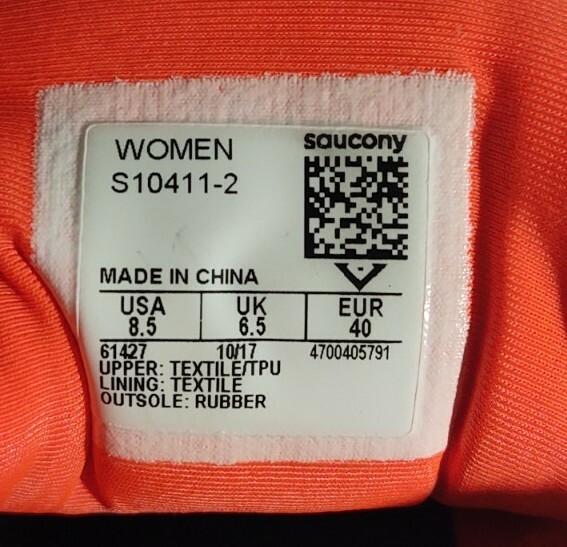 WOMEN
S10411-2
saucony
MADE IN CHINA
USA UK EUR
8.5 6.5 40
61427 10/17 4700405791
UPPER: TEXTILE/TPU
LINING: TEXTILE
OUTSOLE: RUBBER